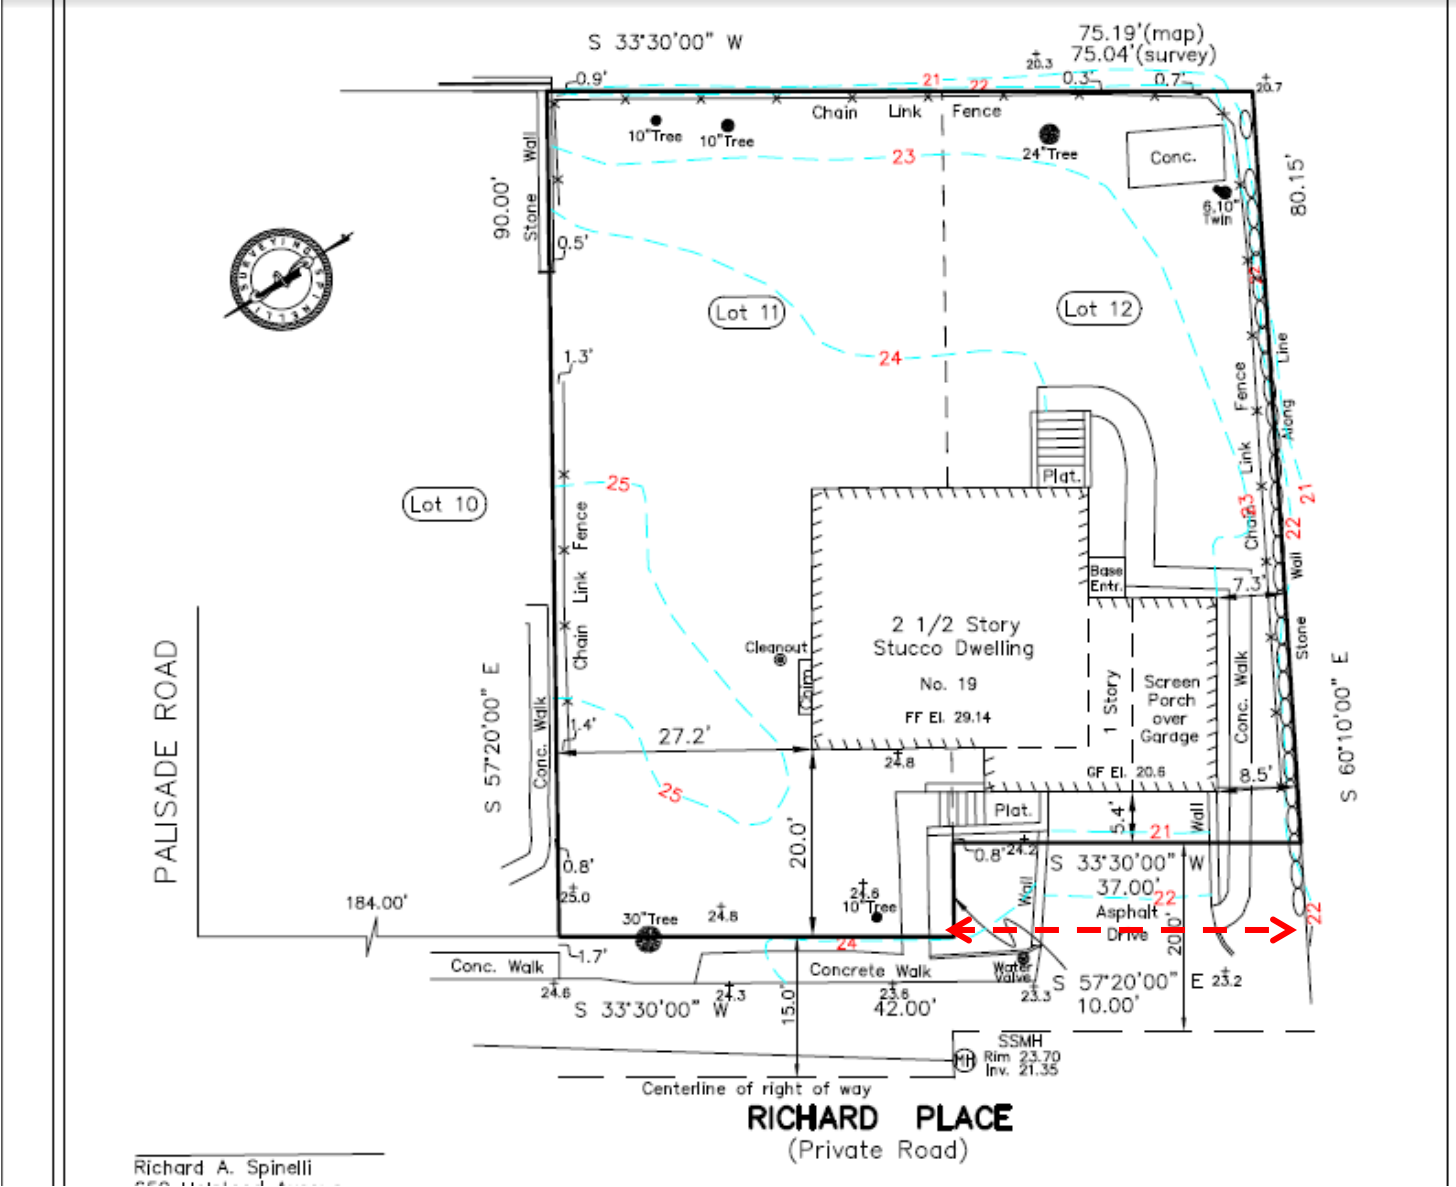 S 33°30'00" W
75.19'(map)
75.04'(survey)
20.3
0.9'
21
22
0.3'
0.7'
20.7
Chain Link Fence
10"Tree
10"Tree
24"Tree
Conc.
Stone Wall
90.00'
23
6,10"
Twin
80.15'
0.5'
SURVEYING
SPINELLI
22
Lot 11
Lot 12
24
1.3'
Chain Link Fence
Stone Wall Along Line
Plat.
25
Lot 10
Chain Link Fence
23
22
21
Base
Entr.
7.3'
2 1/2 Story
Stucco Dwelling
No. 19
FF El. 29.14
Cleanout
Chim
1 Story
Screen
Porch
over
Garage
GF El. 20.6
Conc. Walk
S 60°10'00" E
PALISADE ROAD
S 57°20'00" E
Conc. Walk
1.4'
27.2'
24.8
25
8.5'
Plat.
5.4'
Wall
21
20.0'
0.8'
24.2
S 33°30'00" W
37.00'
22
0.8'
25.0
184.00'
30"Tree
24.8
24.6
10"Tree
Wall
Asphalt
Drive
20.0'
22
1.7'
24
Conc. Walk
Concrete Walk
Water
Valve
S 57°20'00" E
10.00'
23.2
24.6
24.3
23.6
23.3
S 33°30'00" W
42.00'
15.0'
SSMH
MH
Rim 23.70
Inv. 21.35
Centerline of right of way
RICHARD PLACE
(Private Road)
Richard A. Spinelli